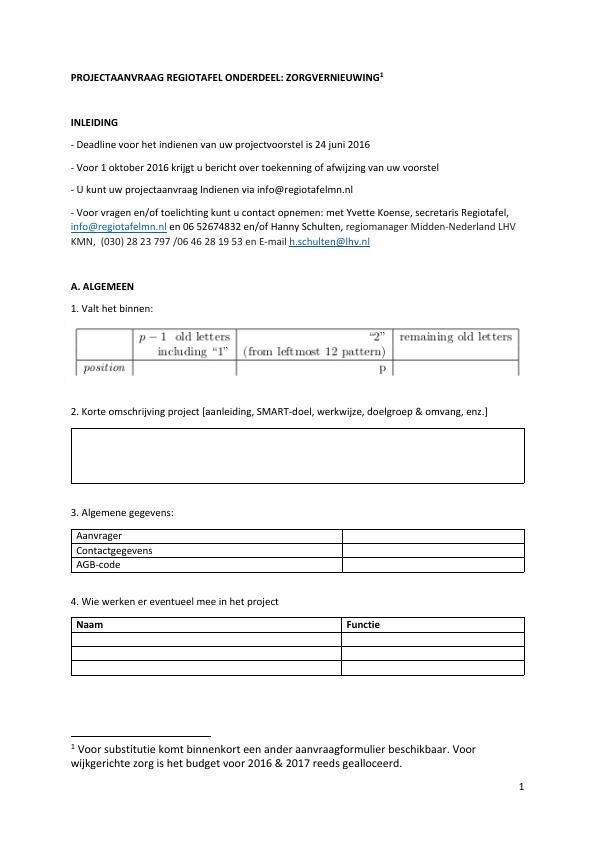 PROJECTAANVRAAG REGIOTAFEL ONDERDEEL: ZORGVERNIEUWING¹
INLEIDING
- Deadline voor het indienen van uw projectvoorstel is 24 juni 2016
- Voor 1 oktober 2016 krijgt u bericht over toekenning of afwijzing van uw voorstel
- U kunt uw projectaanvraag Indienen via info@regiotafelmn.nl
- Voor vragen en/of toelichting kunt u contact opnemen: met Yvette Koense, secretaris Regiotafel,
info@regiotafelmn.nl en 06 52674832 en/of Hanny Schulten, regiomanager Midden-Nederland LHV
KMN, (030) 28 23 797 /06 46 28 19 53 en E-mail h.schulten@lhv.nl
A. ALGEMEEN
1. Valt het binnen:
p − 1 old letters “2” remaining old letters
including “1” (from leftmost 12 pattern)
position p
2. Korte omschrijving project [aanleiding, SMART-doel, werkwijze, doelgroep & omvang, enz.]
3. Algemene gegevens:
Aanvrager
Contactgegevens
AGB-code
4. Wie werken er eventueel mee in het project
Naam Functie
¹ Voor substitutie komt binnenkort een ander aanvraagformulier beschikbaar. Voor
wijkgerichte zorg is het budget voor 2016 & 2017 reeds gealloceerd.
1